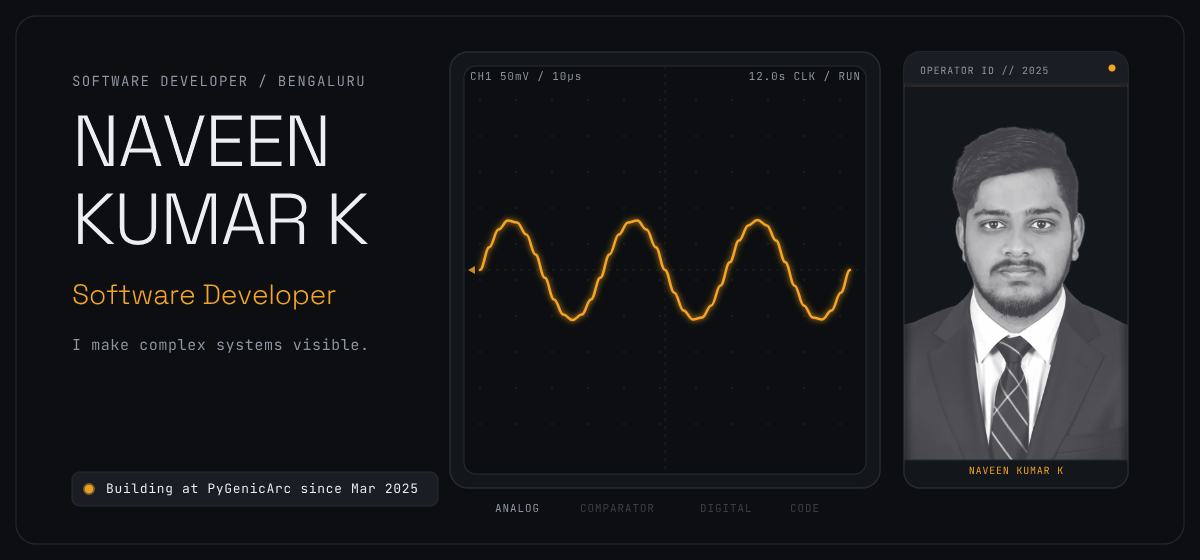 SOFTWARE DEVELOPER / BENGALURU
NAVEEN
KUMAR K
Software Developer
I make complex systems visible.
Building at PyGenicArc since Mar 2025
CH1 50mV / 10μs
12.0s CLK / RUN
ANALOG
COMPARATOR
DIGITAL
CODE
OPERATOR ID // 2025
NAVEEN KUMAR K